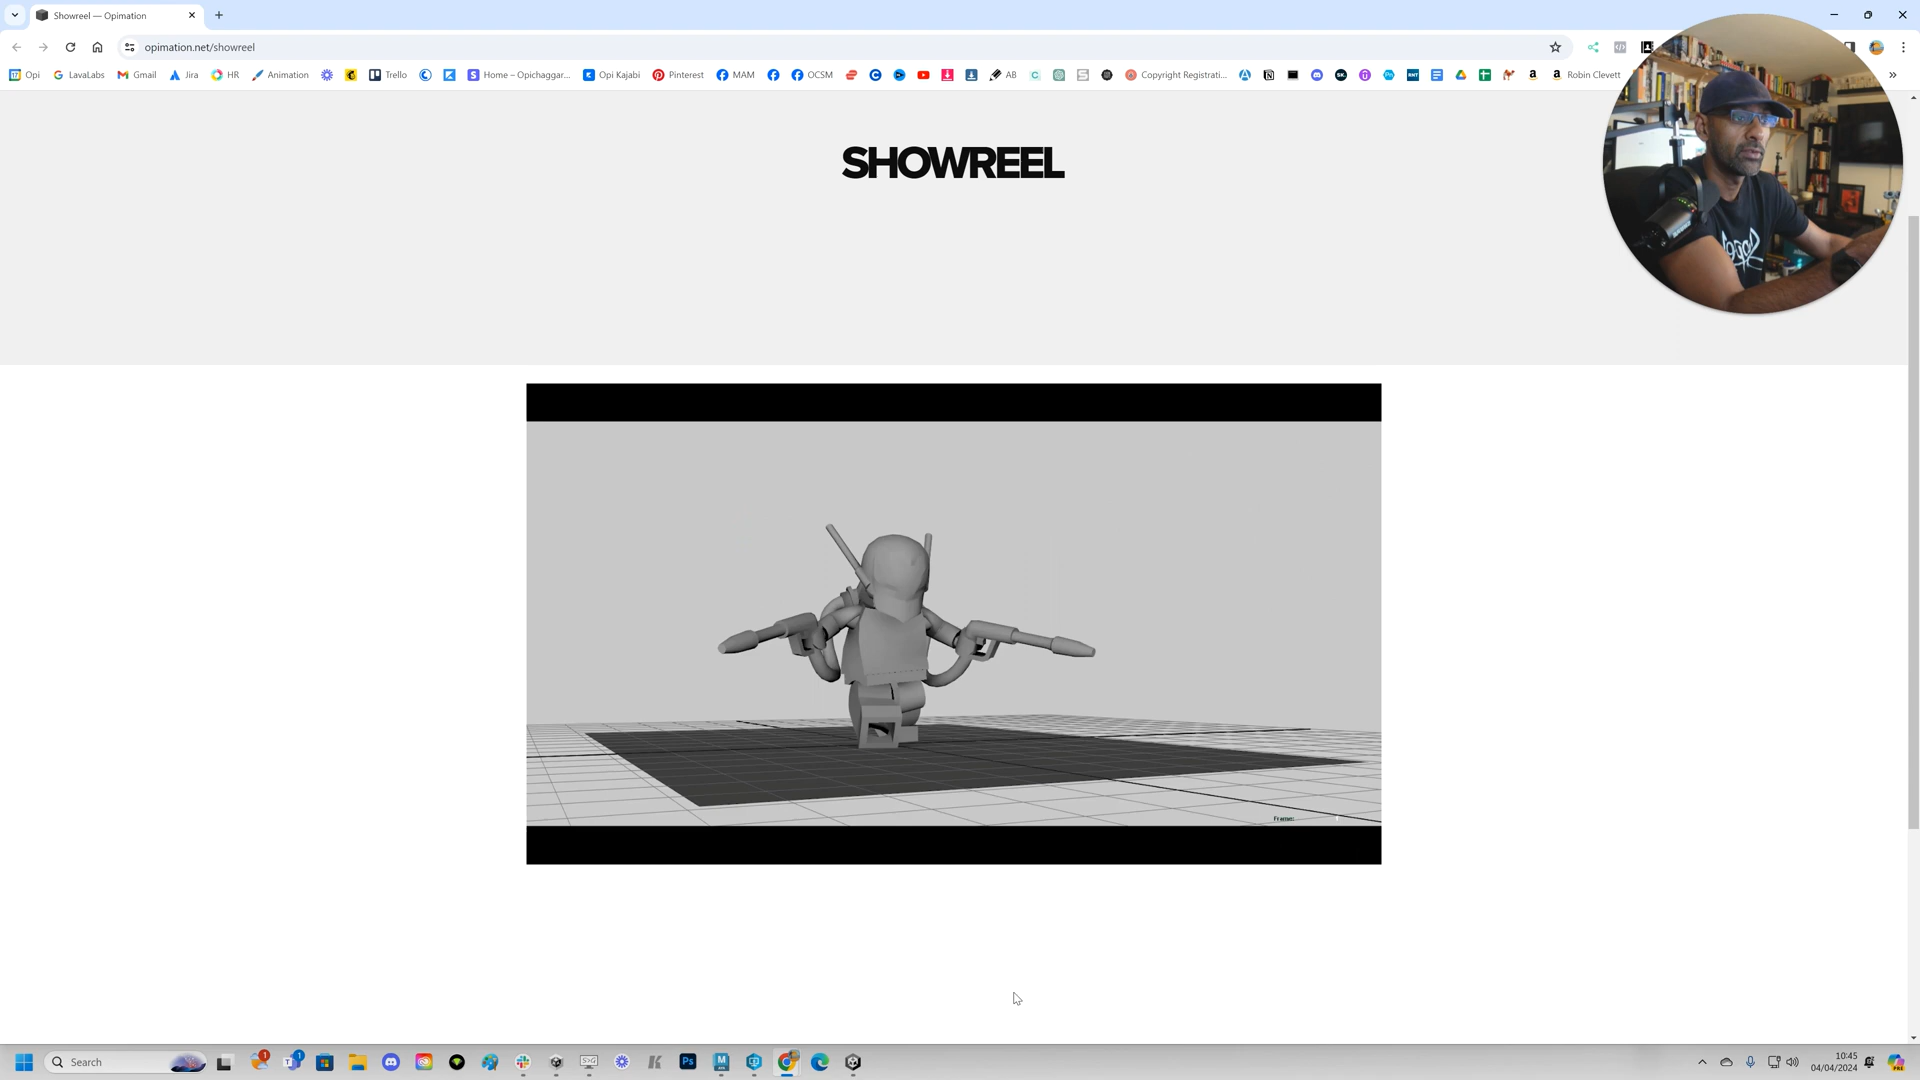 Showreel — Opimation
opimation.net/showreel
Opi
LavaLabs
Gmail
Jira
HR
Animation
Trello
Home – Opichaggar...
Opi Kajabi
Pinterest
MAM
OCSM
AB
Copyright Registrati...
Robin Clevett
SHOWREEL
Frame:
Search
10:45
04/04/2024